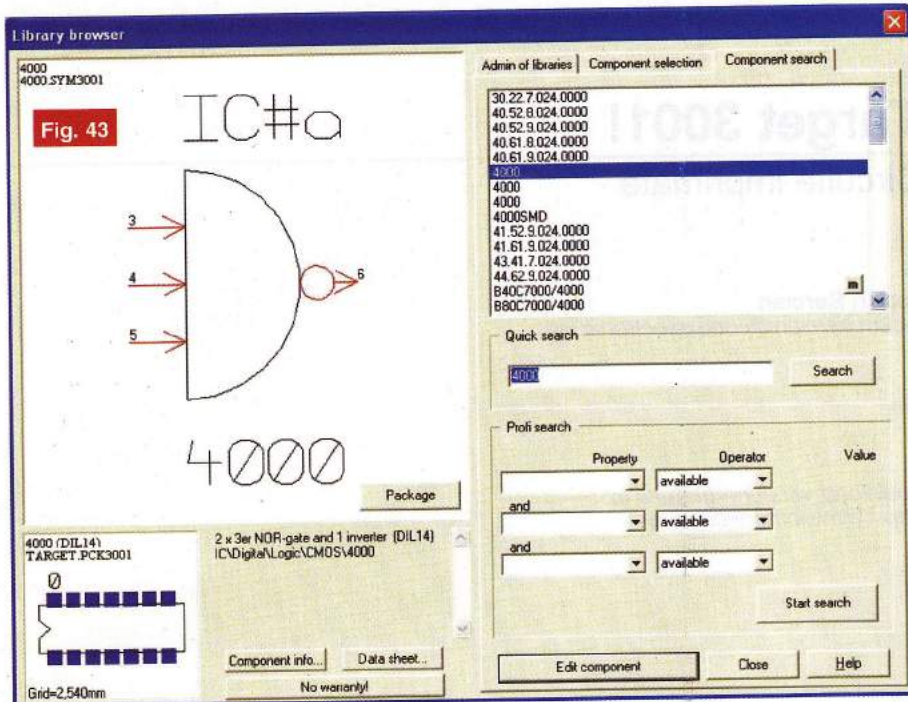 Library browser
4000
4000.SYM3001
Fig. 43
IC#a
3
4
5
6
4000
Package
4000 (DIL14)
TARGET.PCK3001
0
Grid=2,540mm
2 x 3er NOR-gate and 1 inverter (DIL14)
IC\Digital\Logic\CMOS\4000
Component info...
Data sheet...
No warranty!
Admin of libraries
Component selection
Component search
30.22.7.024.0000
40.52.8.024.0000
40.52.9.024.0000
40.61.8.024.0000
40.61.9.024.0000
4000
4000
4000
4000SMD
41.52.9.024.0000
41.61.9.024.0000
43.41.7.024.0000
44.62.9.024.0000
B40C7000/4000
B80C7000/4000
m
Quick search
4000
Search
Profi search
Property Operator Value
available
and
available
and
available
Start search
Edit component
Close
Help